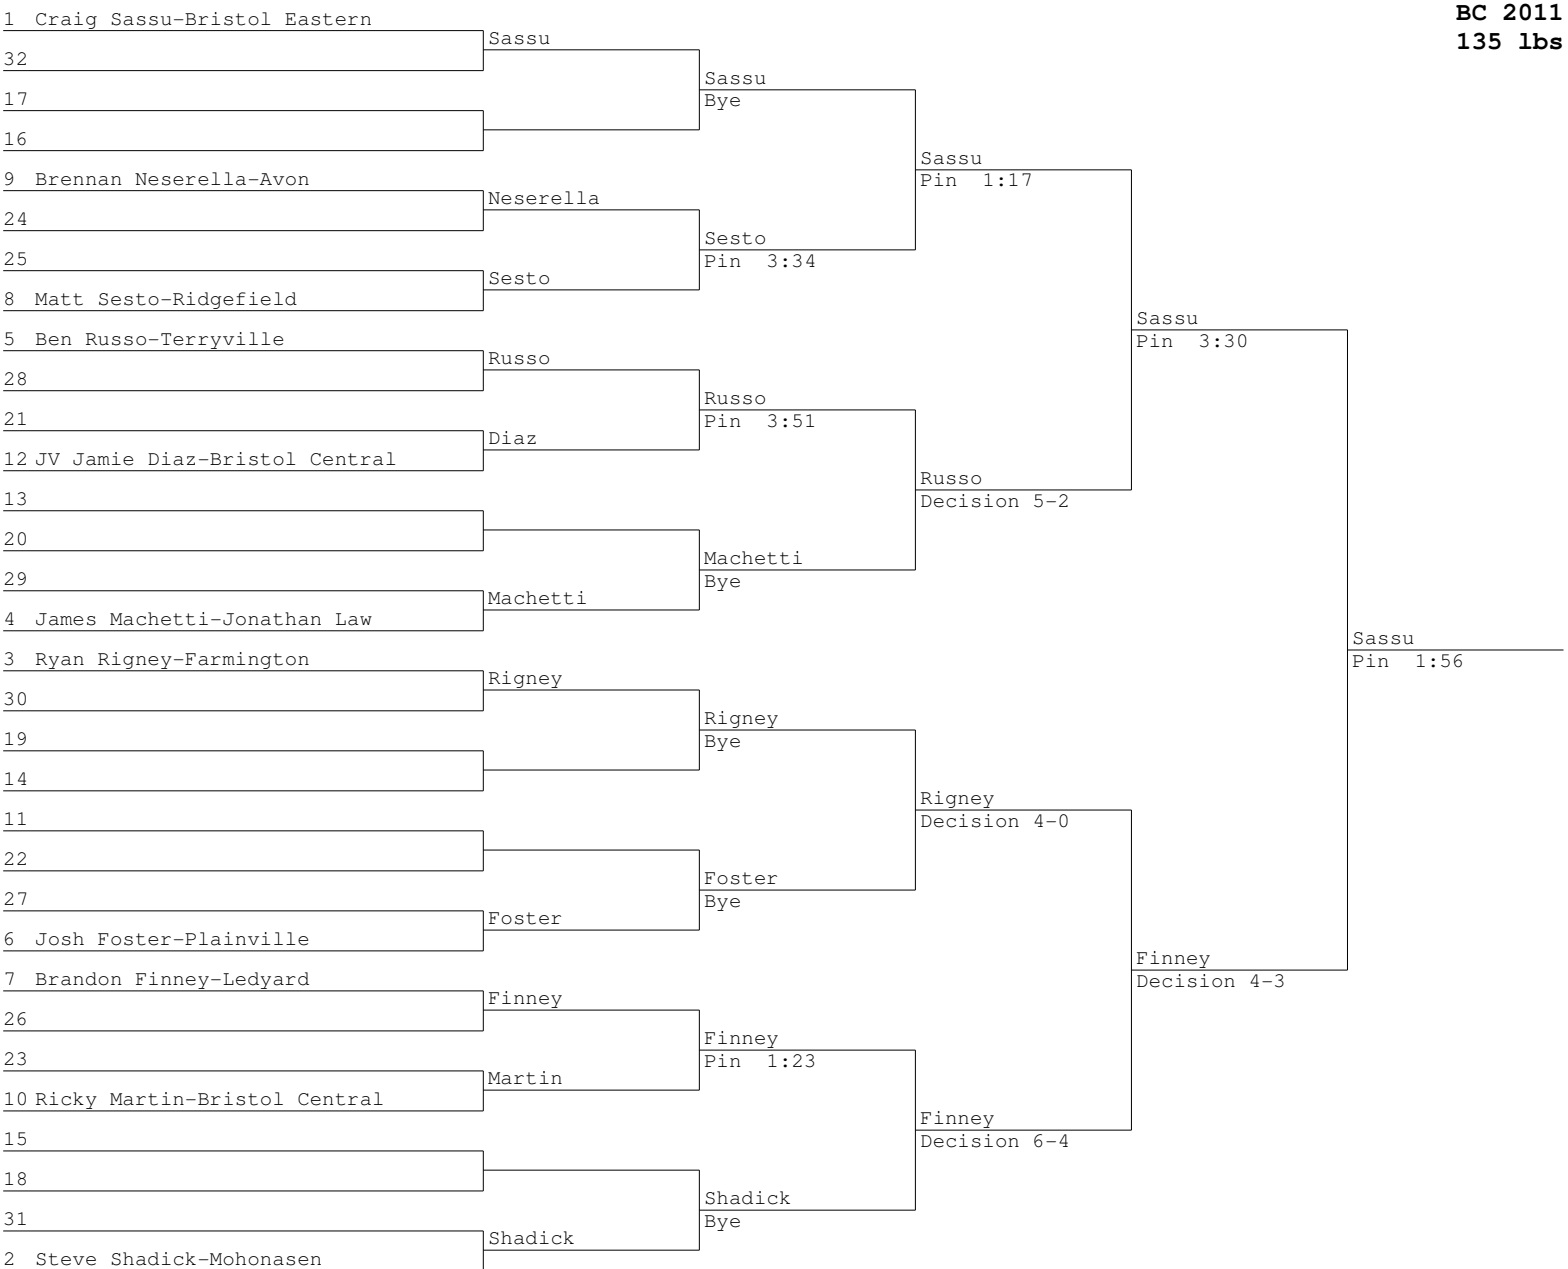 BC 2011
135 lbs
1 Craig Sassu-Bristol Eastern
Sassu
32
Sassu
Bye
17
16
Sassu
Pin 1:17
9 Brennan Neserella-Avon
Neserella
24
Sesto
Pin 3:34
25
Sesto
8 Matt Sesto-Ridgefield
Sassu
Pin 3:30
5 Ben Russo-Terryville
Russo
28
Russo
Pin 3:51
21
Diaz
12 JV Jamie Diaz-Bristol Central
Russo
Decision 5-2
13
20
Machetti
Bye
29
Machetti
4 James Machetti-Jonathan Law
Sassu
Pin 1:56
3 Ryan Rigney-Farmington
Rigney
30
Rigney
Bye
19
14
Rigney
Decision 4-0
11
22
Foster
Bye
27
Foster
6 Josh Foster-Plainville
Finney
Decision 4-3
7 Brandon Finney-Ledyard
Finney
26
Finney
Pin 1:23
23
Martin
10 Ricky Martin-Bristol Central
Finney
Decision 6-4
15
18
Shadick
Bye
31
Shadick
2 Steve Shadick-Mohonasen